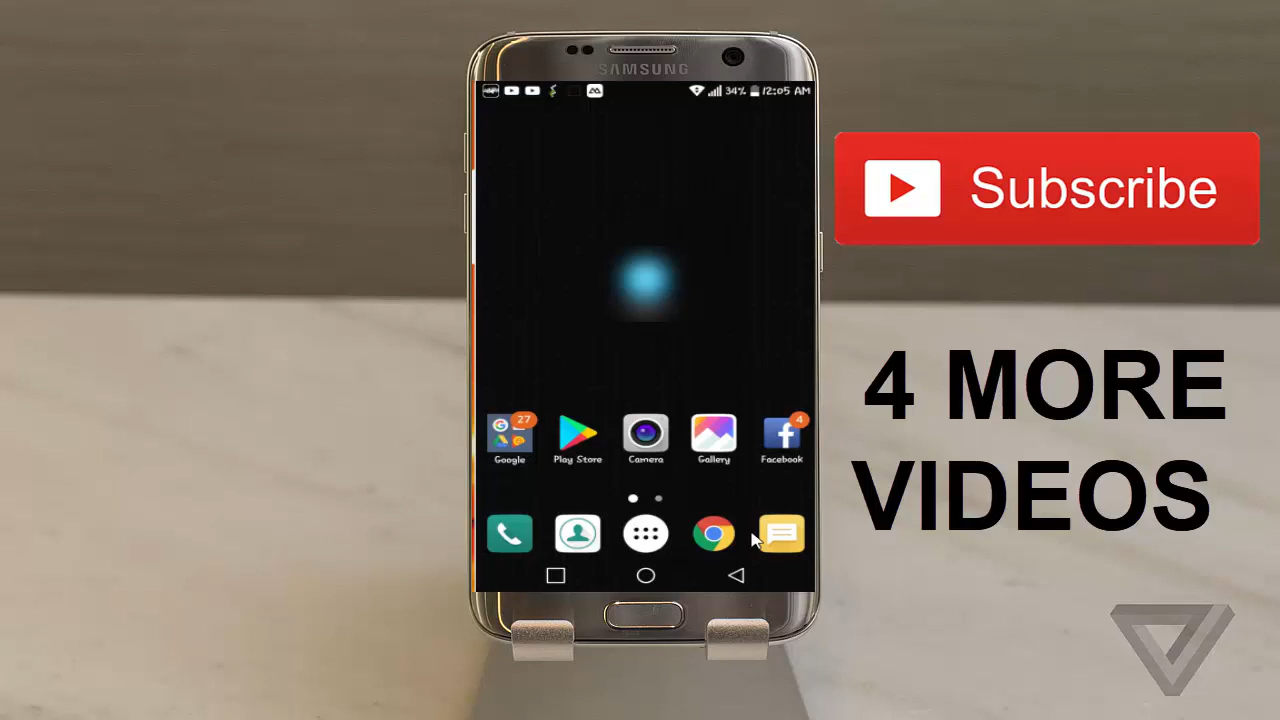 SAMSUNG
34% 12:05 AM
Subscribe
27
4
Google
Play Store
Camera
Gallery
Facebook
4 MORE
VIDEOS